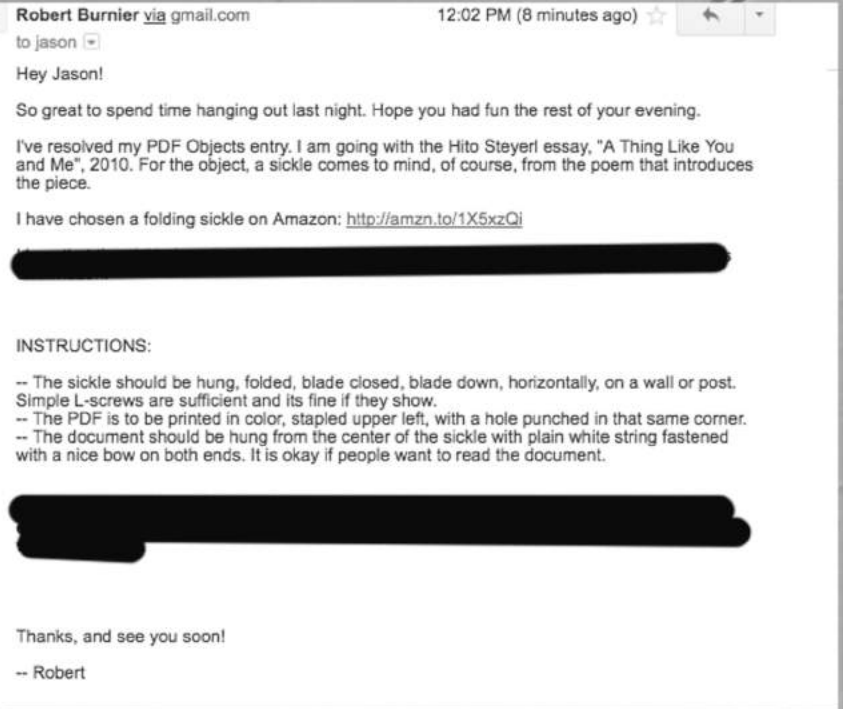 Robert Burnier via gmail.com 12:02 PM (8 minutes ago)
to jason
Hey Jason!
So great to spend time hanging out last night. Hope you had fun the rest of your evening.
I've resolved my PDF Objects entry. I am going with the Hito Steyerl essay, "A Thing Like You
and Me", 2010. For the object, a sickle comes to mind, of course, from the poem that introduces
the piece.
I have chosen a folding sickle on Amazon: http://amzn.to/1X5xzQi
INSTRUCTIONS:
-- The sickle should be hung, folded, blade closed, blade down, horizontally, on a wall or post.
Simple L-screws are sufficient and its fine if they show.
-- The PDF is to be printed in color, stapled upper left, with a hole punched in that same corner.
-- The document should be hung from the center of the sickle with plain white string fastened
with a nice bow on both ends. It is okay if people want to read the document.
Thanks, and see you soon!
-- Robert